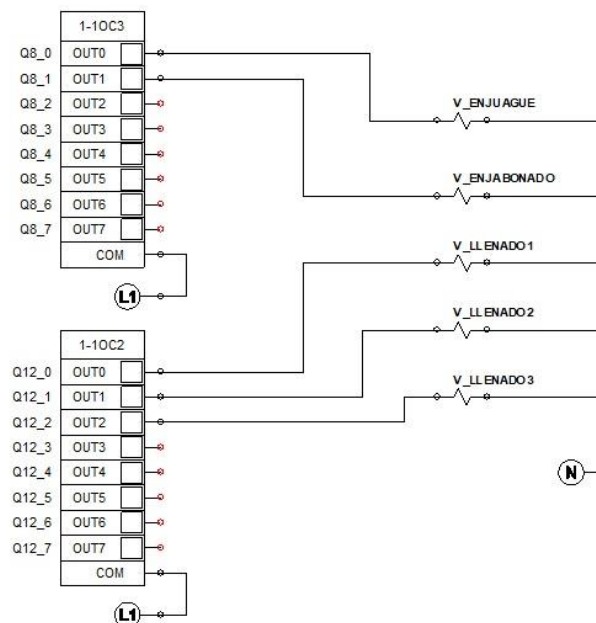 1-1OC3
Q8_0 OUT0
Q8_1 OUT1
Q8_2 OUT2
Q8_3 OUT3
Q8_4 OUT4
Q8_5 OUT5
Q8_6 OUT6
Q8_7 OUT7
COM
L1
V_ENJUAGUE
V_ENJABONADO
V_LLENADO1
V_LLENADO2
V_LLENADO3
N
1-1OC2
Q12_0 OUT0
Q12_1 OUT1
Q12_2 OUT2
Q12_3 OUT3
Q12_4 OUT4
Q12_5 OUT5
Q12_6 OUT6
Q12_7 OUT7
COM
L1